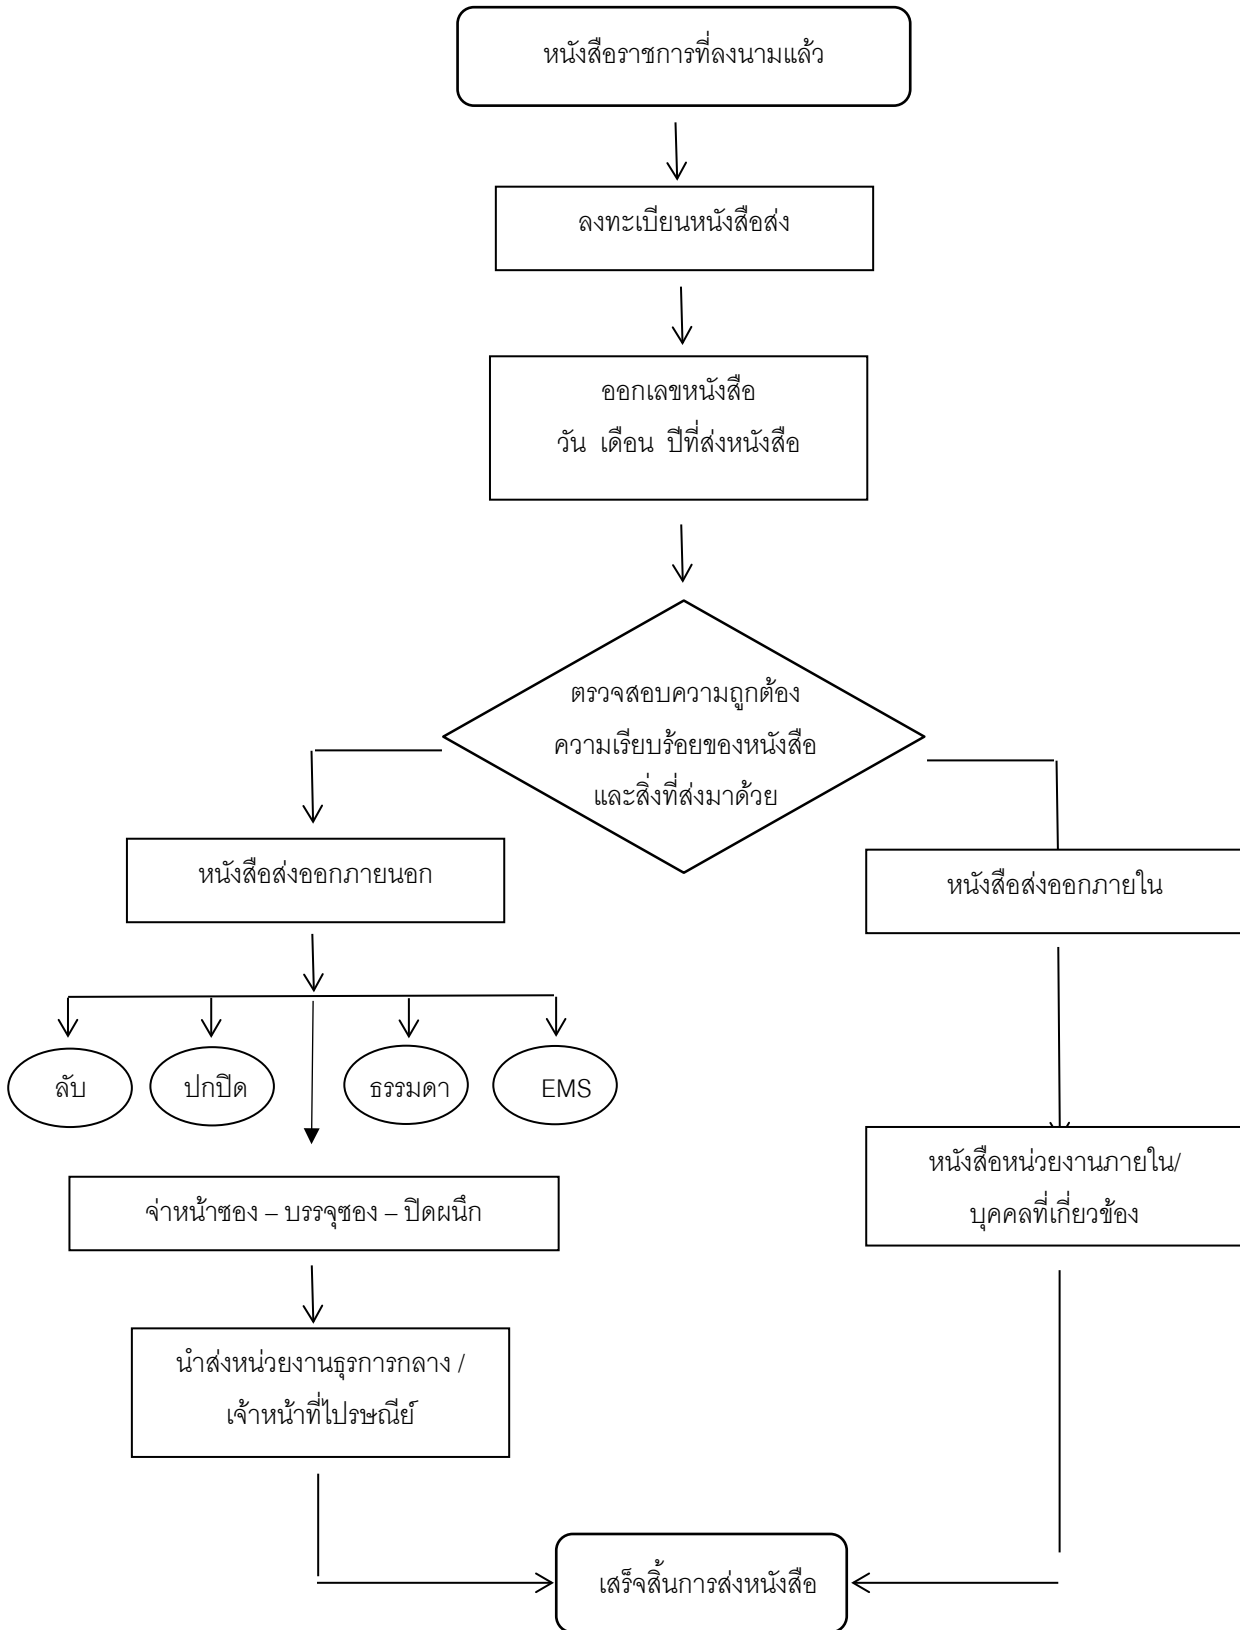 หนังสือราชการที่ลงนามแล้ว
ลงทะเบียนหนังสือส่ง
ออกเลขหนังสือ
วัน เดือน ปีที่ส่งหนังสือ
ตรวจสอบความถูกต้อง
ความเรียบร้อยของหนังสือ
และสิ่งที่ส่งมาด้วย
หนังสือส่งออกภายนอก
หนังสือส่งออกภายใน
ลับ
ปกปิด
ธรรมดา
EMS
จ่าหน้าซอง – บรรจุซอง – ปิดผนึก
หนังสือหน่วยงานภายใน/
บุคคลที่เกี่ยวข้อง
นำส่งหน่วยงานธุรการกลาง /
เจ้าหน้าที่ไปรษณีย์
เสร็จสิ้นการส่งหนังสือ